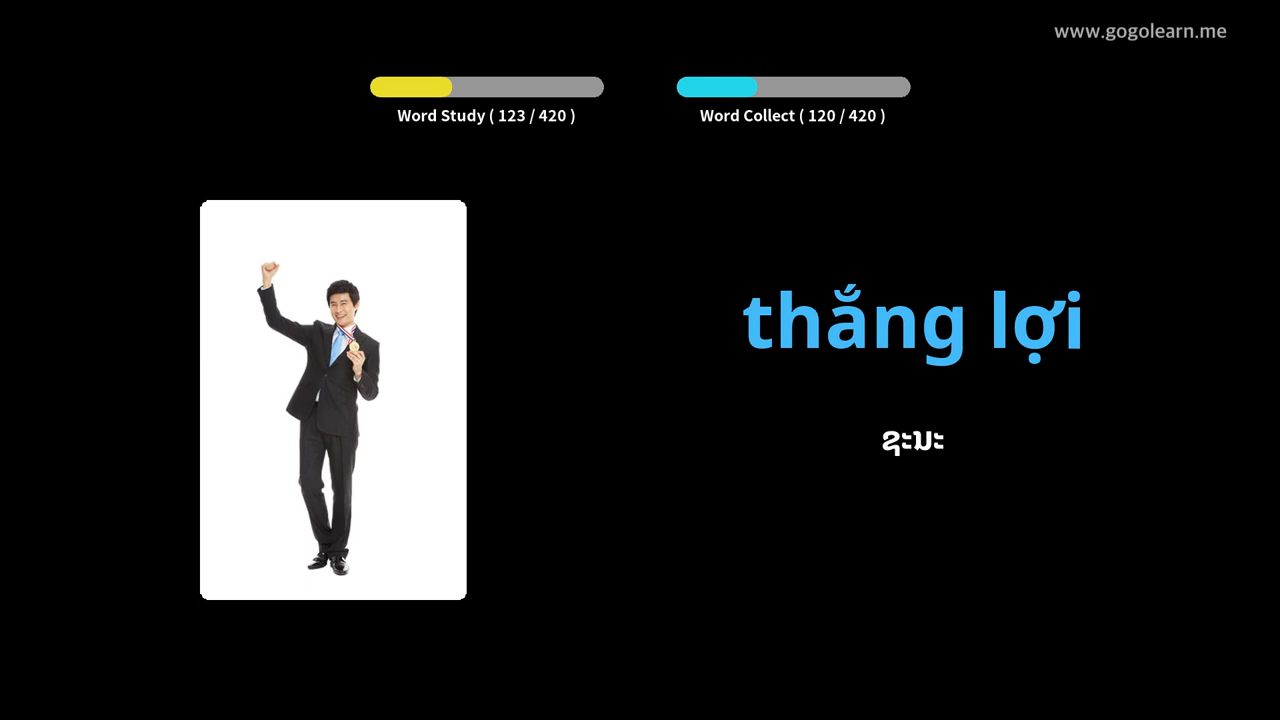 www.gogolearn.me
Word Study ( 123 / 420 )
Word Collect ( 120 / 420 )
thắng lợi
ຊະນະ